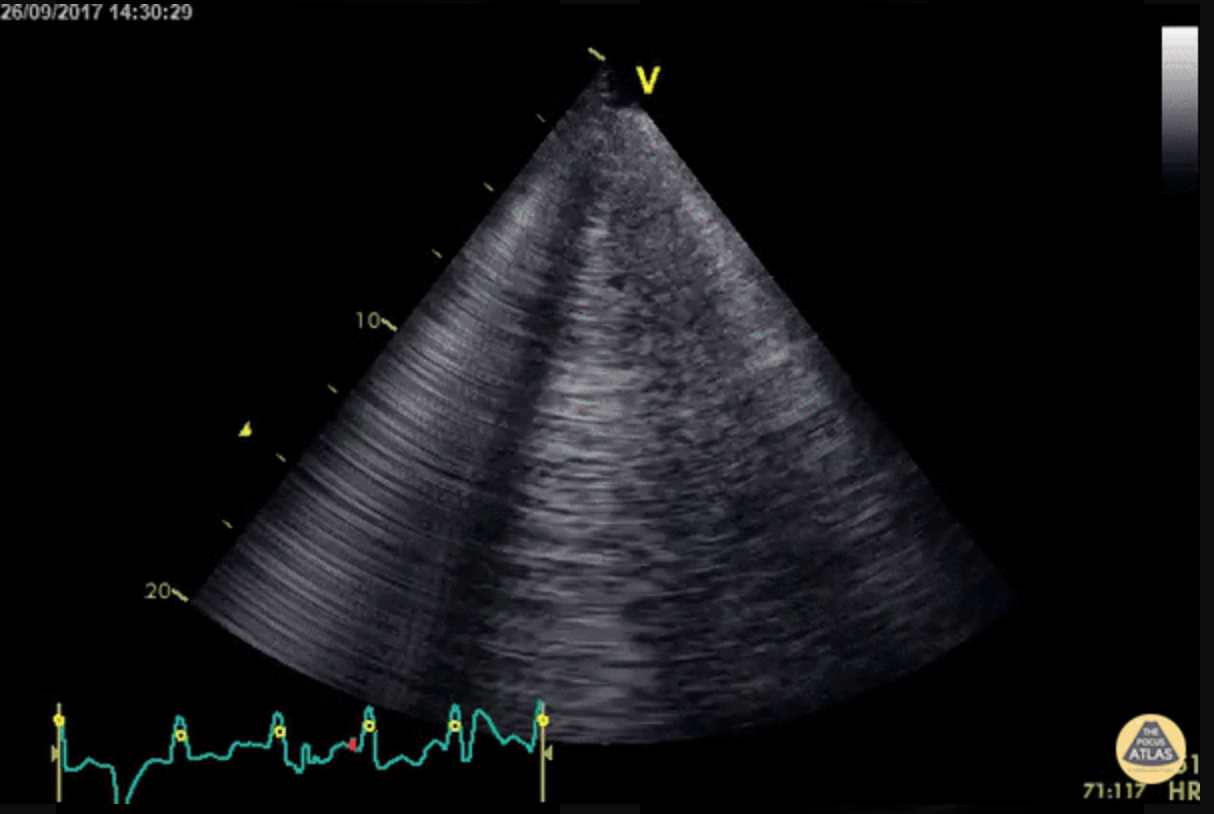 26/09/2017 14:30:29
V
10
20
THE
POCUS
ATLAS
71:117
HR